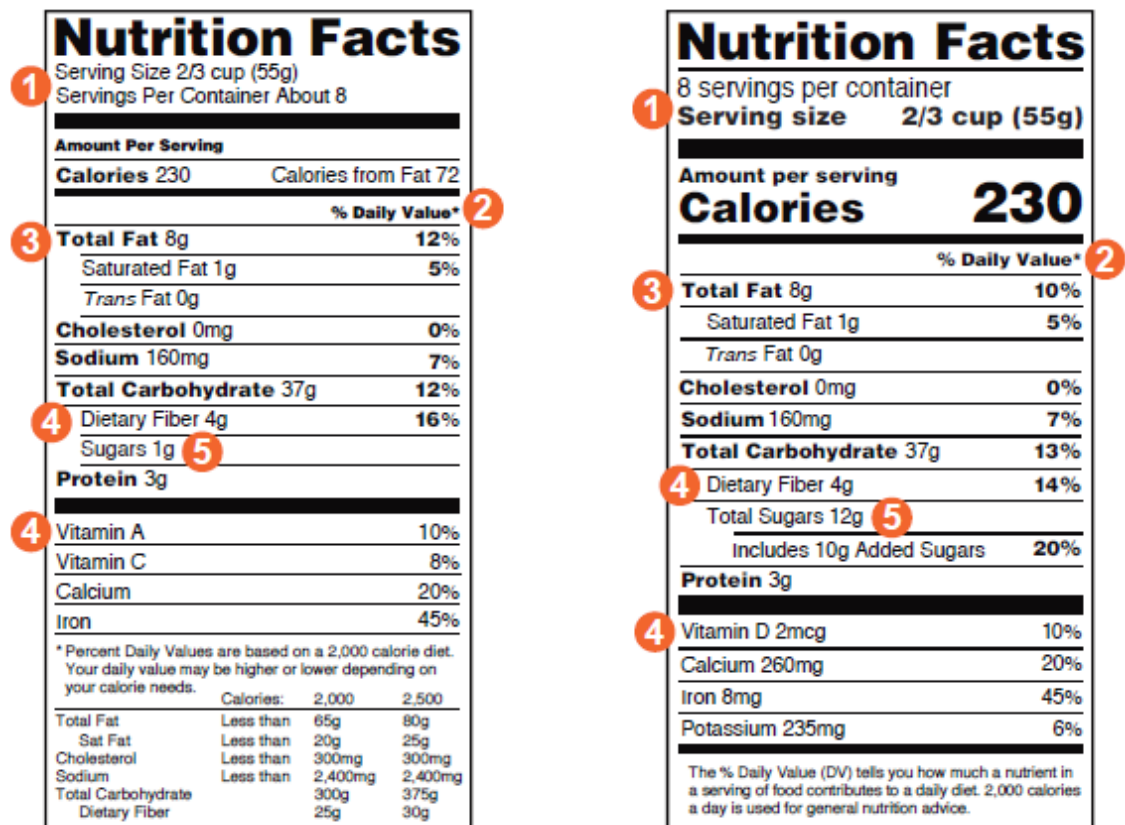 Nutrition Facts
1
Serving Size 2/3 cup (55g)
Servings Per Container About 8
Amount Per Serving
Calories 230 Calories from Fat 72
% Daily Value* 2
3 Total Fat 8g 12%
Saturated Fat 1g 5%
Trans Fat 0g
Cholesterol 0mg 0%
Sodium 160mg 7%
Total Carbohydrate 37g 12%
4 Dietary Fiber 4g 16%
Sugars 1g 5
Protein 3g
4 Vitamin A 10%
Vitamin C 8%
Calcium 20%
Iron 45%
* Percent Daily Values are based on a 2,000 calorie diet.
Your daily value may be higher or lower depending on
your calorie needs.
Calories: 2,000 2,500
Total Fat Less than 65g 80g
Sat Fat Less than 20g 25g
Cholesterol Less than 300mg 300mg
Sodium Less than 2,400mg 2,400mg
Total Carbohydrate 300g 375g
Dietary Fiber 25g 30g
Nutrition Facts
8 servings per container
1 Serving size 2/3 cup (55g)
Amount per serving
Calories 230
% Daily Value* 2
3 Total Fat 8g 10%
Saturated Fat 1g 5%
Trans Fat 0g
Cholesterol 0mg 0%
Sodium 160mg 7%
Total Carbohydrate 37g 13%
4 Dietary Fiber 4g 14%
Total Sugars 12g 5
Includes 10g Added Sugars 20%
Protein 3g
4 Vitamin D 2mcg 10%
Calcium 260mg 20%
Iron 8mg 45%
Potassium 235mg 6%
The % Daily Value (DV) tells you how much a nutrient in
a serving of food contributes to a daily diet. 2,000 calories
a day is used for general nutrition advice.